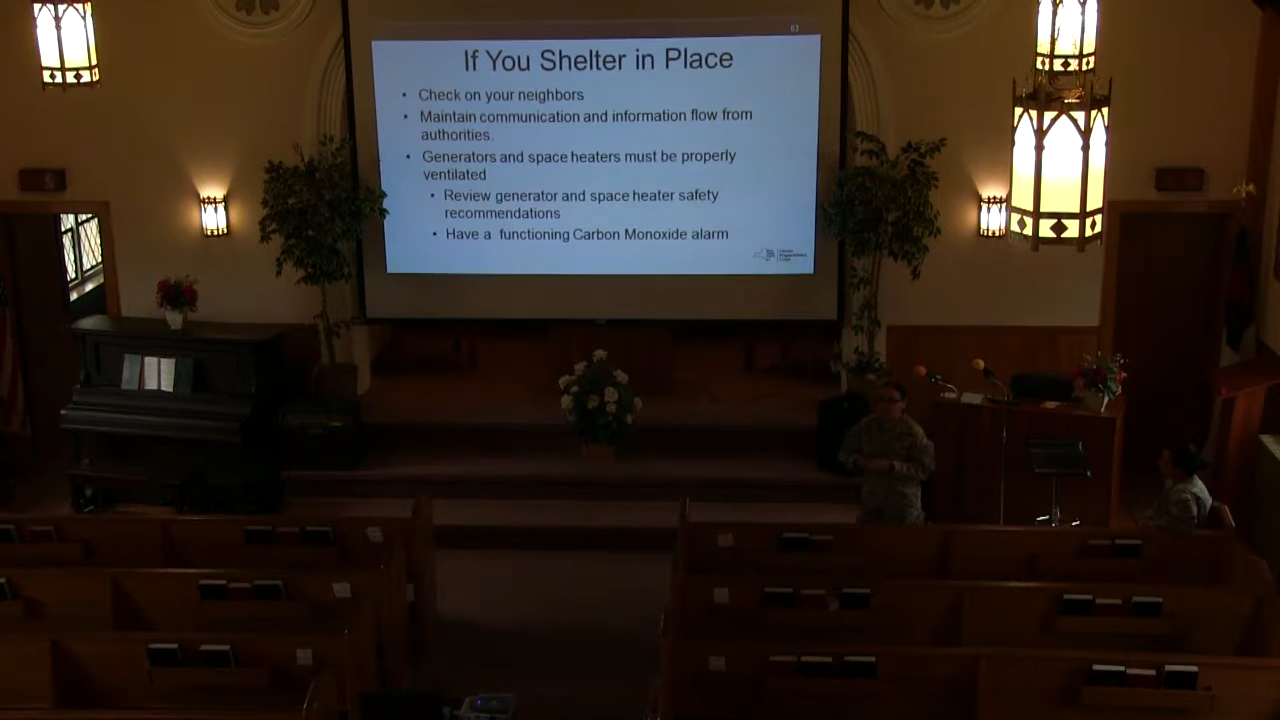 63
If You Shelter in Place
• Check on your neighbors
• Maintain communication and information flow from
authorities.
• Generators and space heaters must be properly
ventilated
• Review generator and space heater safety
recommendations
• Have a functioning Carbon Monoxide alarm